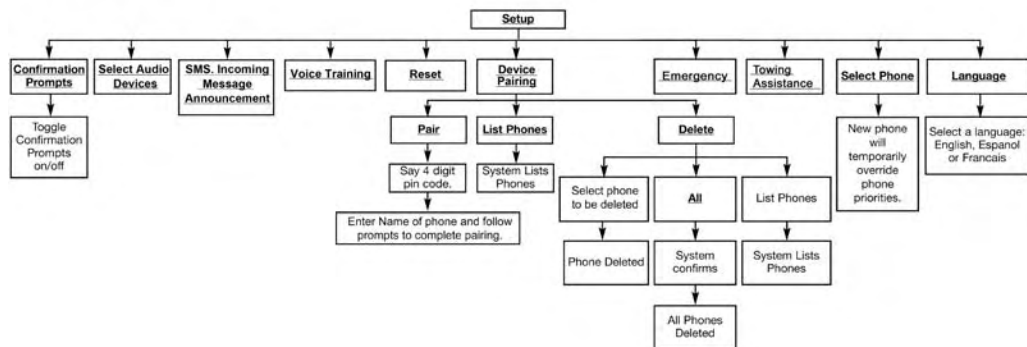 Setup
Confirmation
Prompts
Select Audio
Devices
SMS. Incoming
Message
Announcement
Voice Training
Reset
Device
Pairing
Emergency
Towing
Assistance
Select Phone
Language
Toggle
Confirmation
Prompts
on/off
Pair
List Phones
Delete
New phone
will
temporarily
override
phone
priorities.
Select a language:
English, Espanol
or Francais
Say 4 digit
pin code.
System Lists
Phones
Select phone
to be deleted
All
List Phones
Enter Name of phone and follow
prompts to complete pairing.
Phone Deleted
System
confirms
System Lists
Phones
All Phones
Deleted